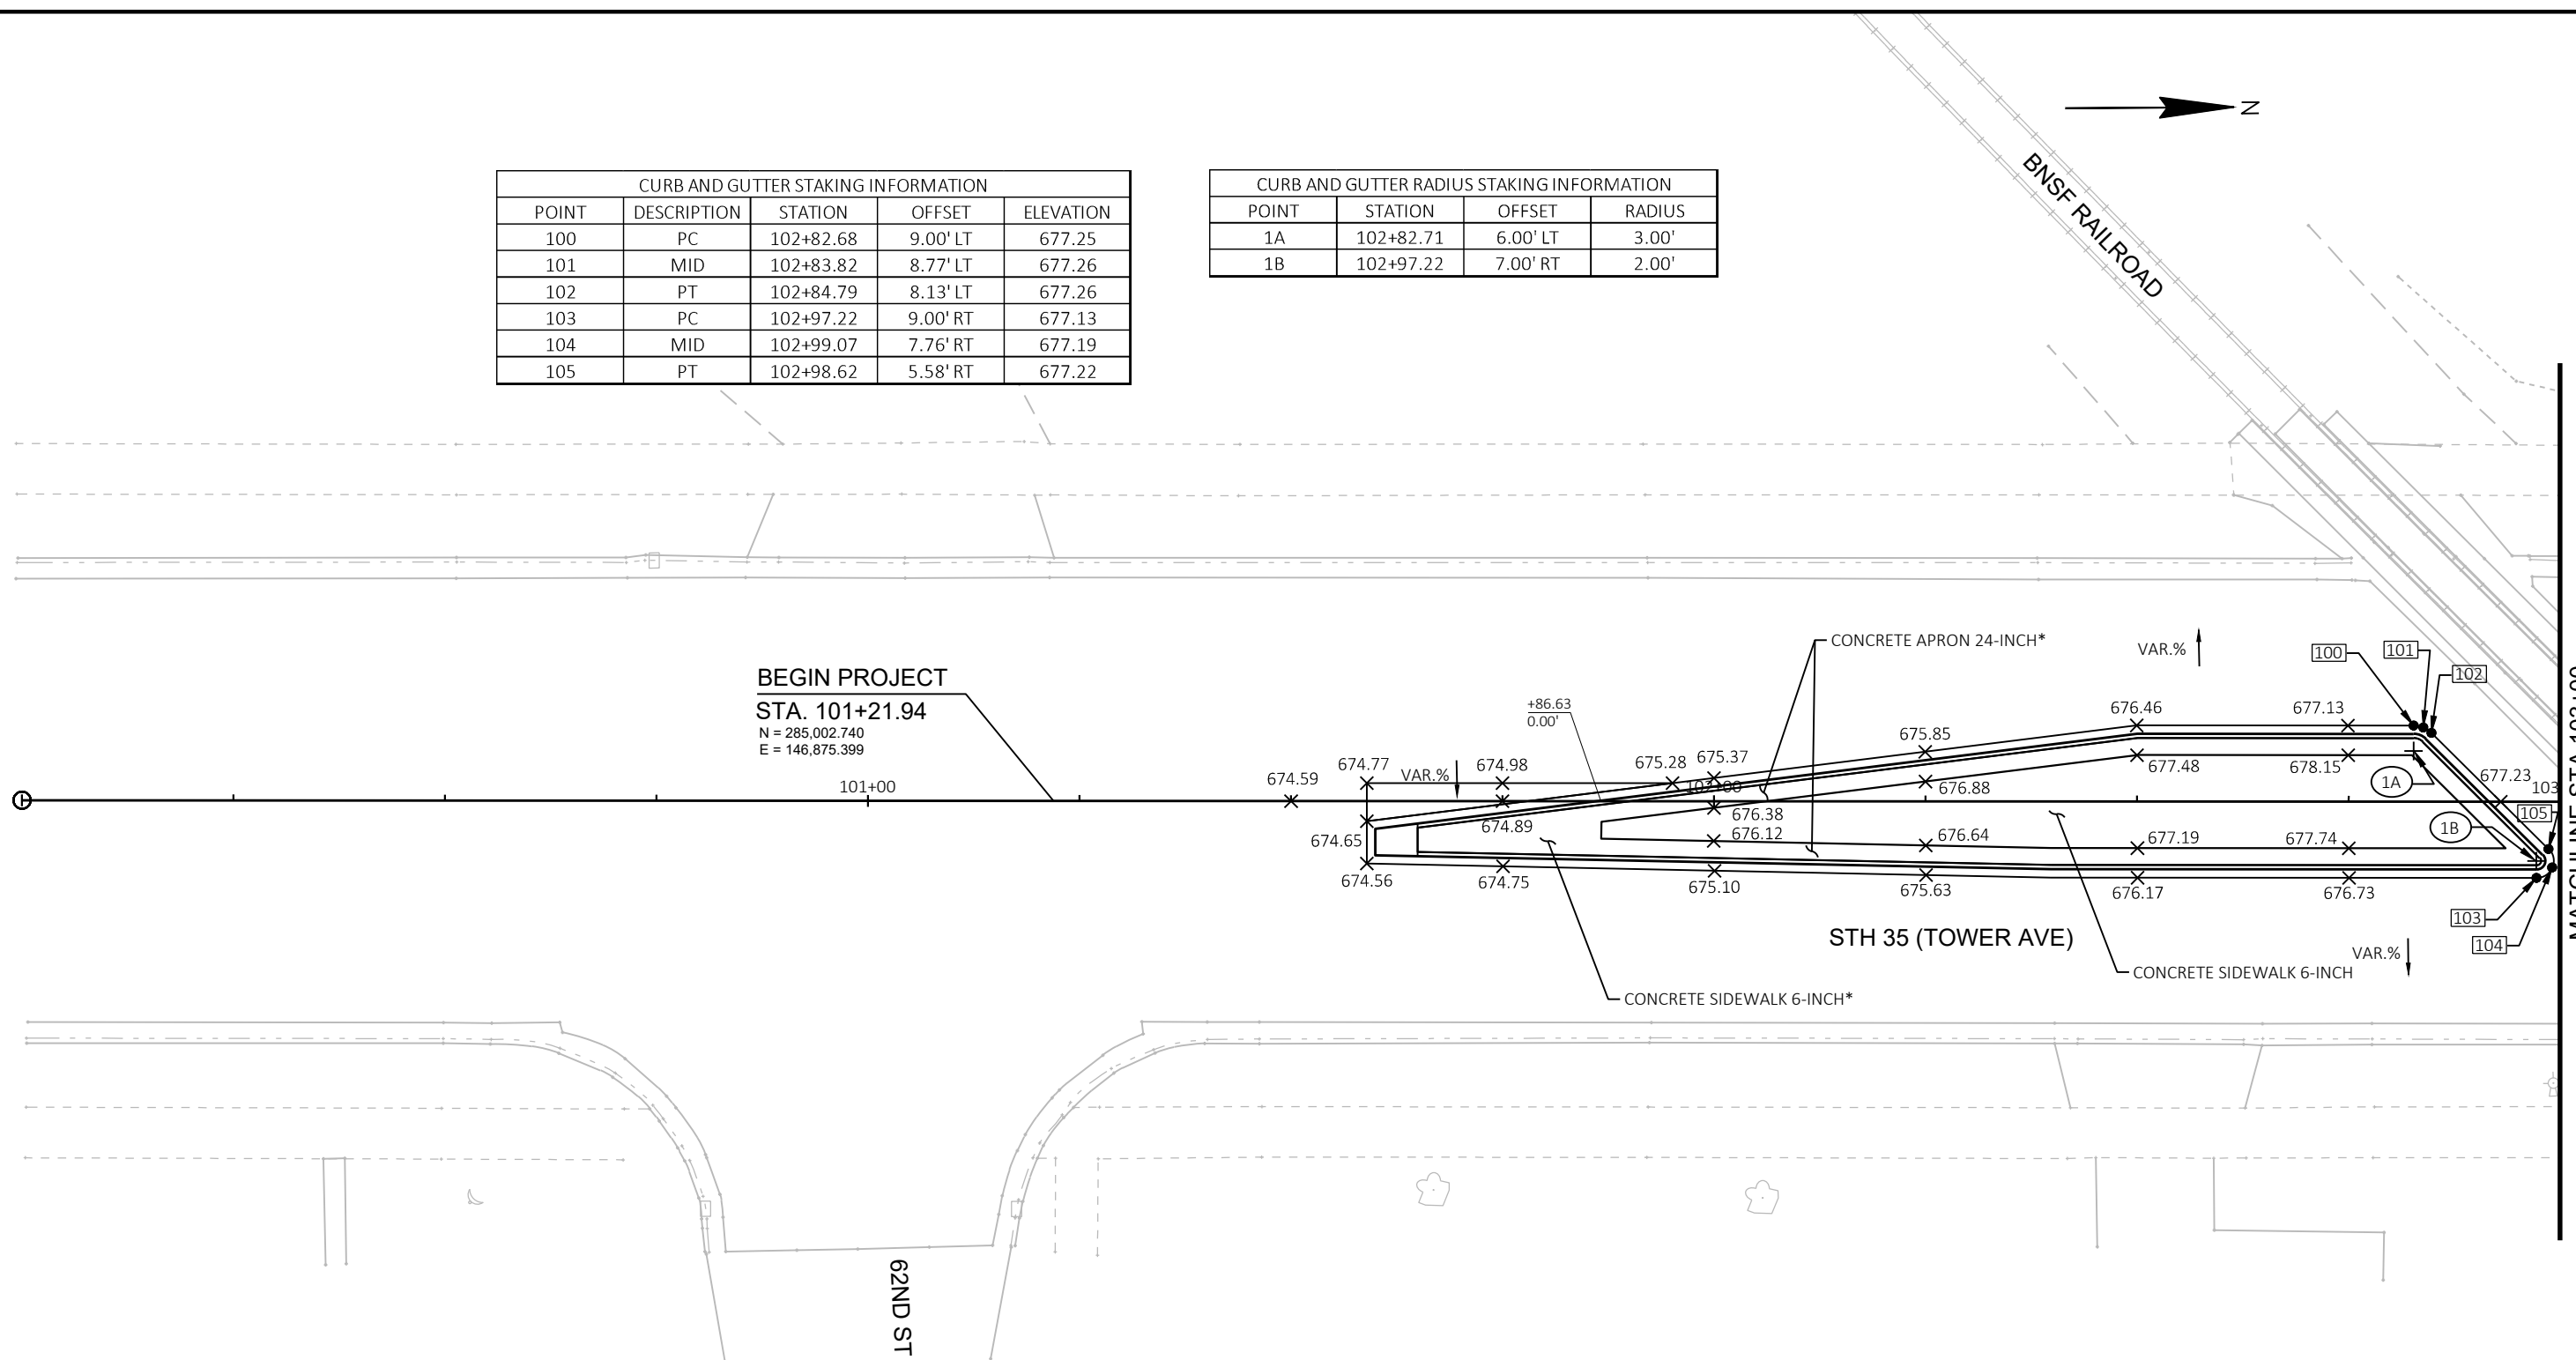 N
BNSF RAILROAD
CURB AND GUTTER STAKING INFORMATION
POINT DESCRIPTION STATION OFFSET ELEVATION
100 PC 102+82.68 9.00' LT 677.25
101 MID 102+83.82 8.77' LT 677.26
102 PT 102+84.79 8.13' LT 677.26
103 PC 102+97.22 9.00' RT 677.13
104 MID 102+99.07 7.76' RT 677.19
105 PT 102+98.62 5.58' RT 677.22
CURB AND GUTTER RADIUS STAKING INFORMATION
POINT STATION OFFSET RADIUS
1A 102+82.71 6.00' LT 3.00'
1B 102+97.22 7.00' RT 2.00'
CONCRETE APRON 24-INCH*
VAR.%
100
101
102
BEGIN PROJECT
STA. 101+21.94
N = 285,002.740
E = 146,875.399
+86.63
0.00'
676.46
677.13
675.85
675.28
675.37
674.77
VAR.%
674.98
674.59
101+00
102+00
677.48
678.15
677.23
1A
103
676.88
676.38
105
674.89
676.12
676.64
677.19
677.74
1B
674.65
674.56
674.75
675.10
675.63
676.17
676.73
103
104
STH 35 (TOWER AVE)
VAR.%
CONCRETE SIDEWALK 6-INCH
CONCRETE SIDEWALK 6-INCH*
62ND ST